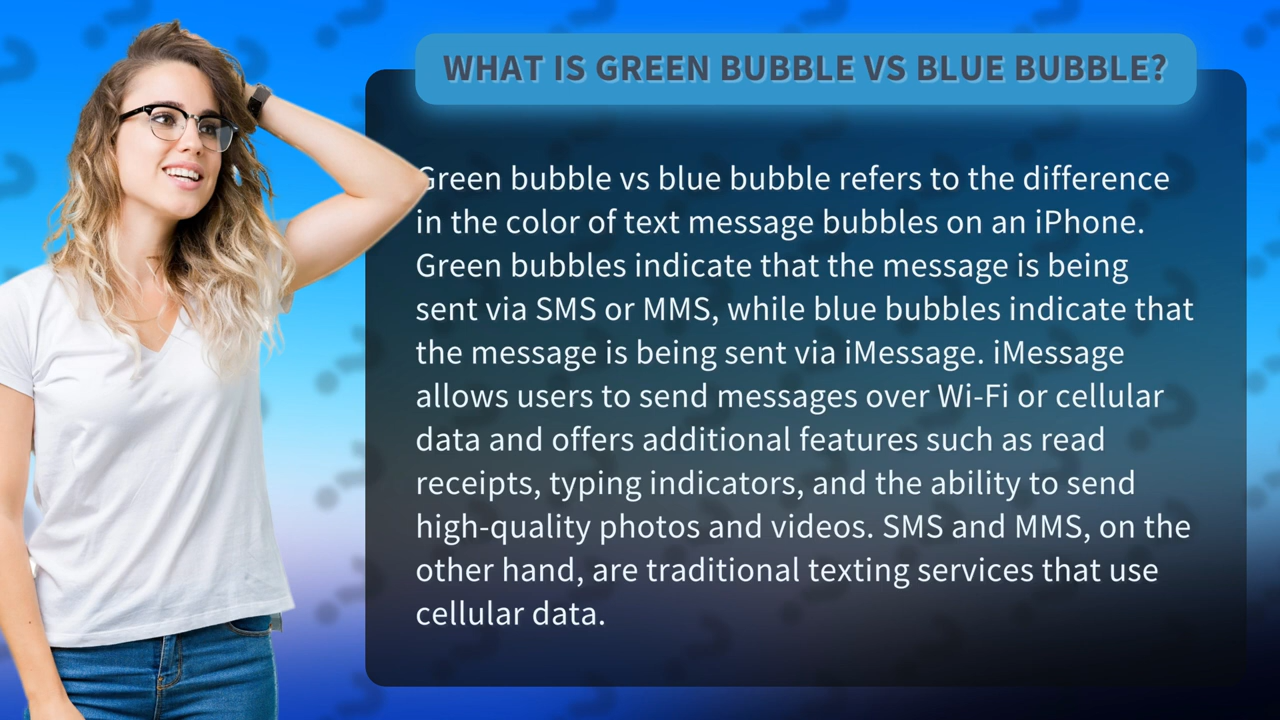 WHAT IS GREEN BUBBLE VS BLUE BUBBLE?
Green bubble vs blue bubble refers to the difference
in the color of text message bubbles on an iPhone.
Green bubbles indicate that the message is being
sent via SMS or MMS, while blue bubbles indicate that
the message is being sent via iMessage. iMessage
allows users to send messages over Wi-Fi or cellular
data and offers additional features such as read
receipts, typing indicators, and the ability to send
high-quality photos and videos. SMS and MMS, on the
other hand, are traditional texting services that use
cellular data.